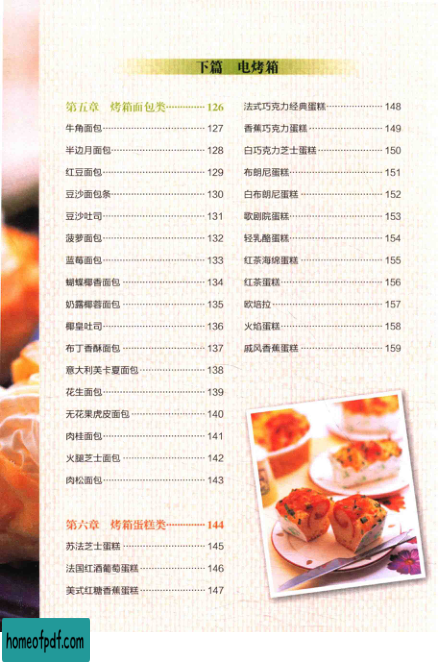 下篇 电烤箱
第五章 烤箱面包类 126
牛角面包 127
半边月面包 128
红豆面包 129
豆沙面包条 130
豆沙吐司 131
菠萝面包 132
蓝莓面包 133
蝴蝶椰香面包 134
奶露椰蓉面包 135
椰皇吐司 136
布丁香酥面包 137
意大利芙卡夏面包 138
花生面包 139
无花果虎皮面包 140
肉桂面包 141
火腿芝士面包 142
肉松面包 143
第六章 烤箱蛋糕类 144
苏法芝士蛋糕 145
法国红酒葡萄蛋糕 146
美式红糖香蕉蛋糕 147
法式巧克力经典蛋糕 148
香蕉巧克力蛋糕 149
白巧克力芝士蛋糕 150
布朗尼蛋糕 151
白布朗尼蛋糕 152
歌剧院蛋糕 153
轻乳酪蛋糕 154
红茶海绵蛋糕 155
红茶蛋糕 156
欧培拉 157
火焰蛋糕 158
戚风香蕉蛋糕 159
homeofpdf.com